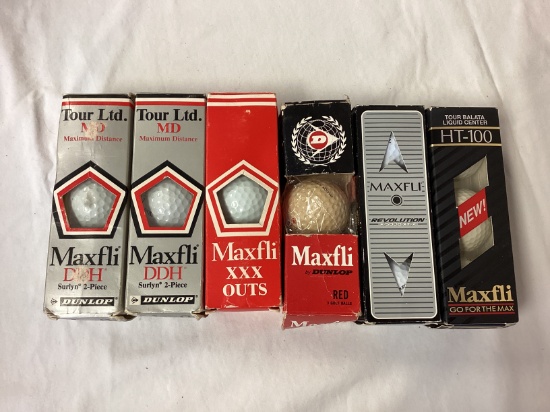 Tour Ltd.
MD
Maximum Distance
Maxfli
DDH
Surlyn® 2-Piece
DUNLOP
Tour Ltd.
MD
Maximum Distance
Maxfli
DDH
Surlyn® 2-Piece
DUNLOP
Maxfli
XXX
OUTS
D
Maxfli
by DUNLOP
RED
MAXFLI
REVOLUTION
TOUR BALATA
LIQUID CENTER
HT-100
NEW!
Maxfli
GO FOR THE MAX